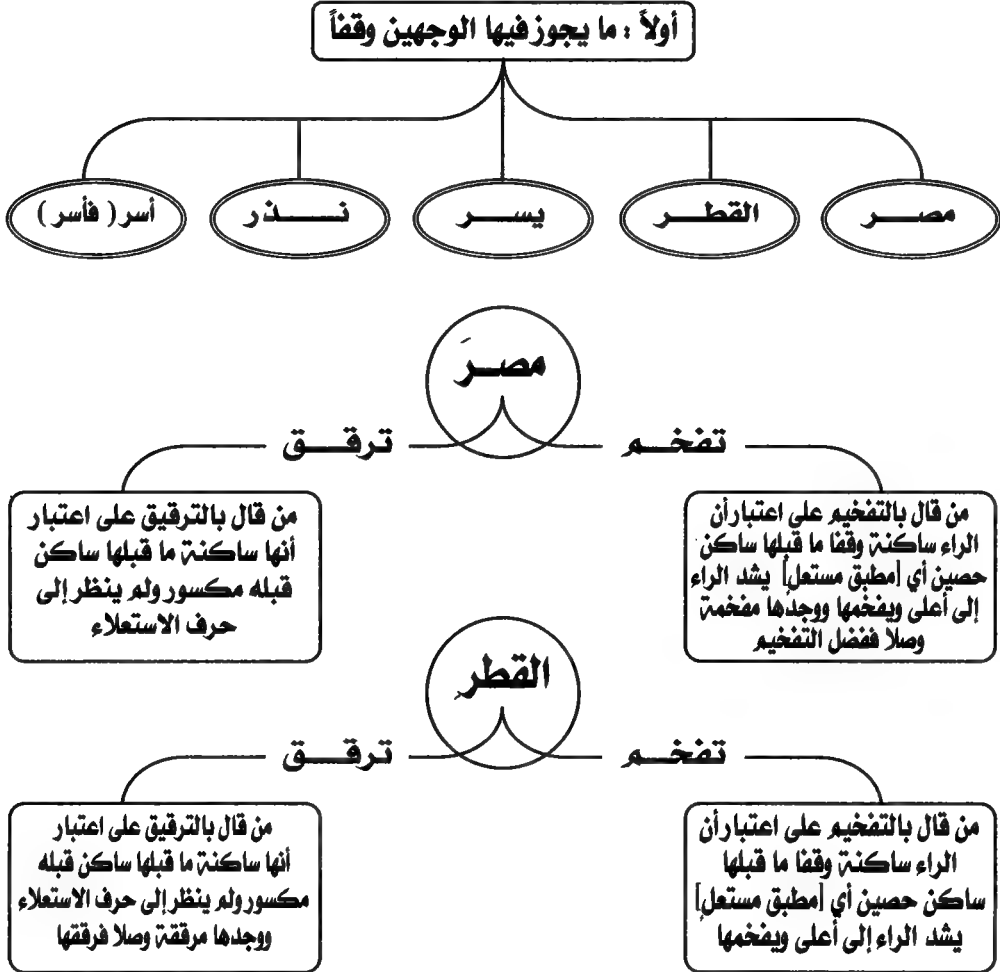 أولاً : ما يجوز فيها الوجهين وقفاً
مصـــر
القطـــر
يســـر
نـــذر
أسر ( فأسر )
مصـرَ
تفخـــم
ترقـــق
من قال بالتفخيم على اعتبار أن
الراء ساكنة وقفا ما قبلها ساكن
حصين أي [مطبق مستعل] يشد الراء
إلى أعلى ويفخمها ووجدها مفخمة
وصلا ففضل التفخيم
من قال بالترقيق على اعتبار
أنها ساكنة ما قبلها ساكن
قبله مكسور ولم ينظر إلى
حرف الاستعلاء
القطرِ
تفخـــم
ترقـــق
من قال بالتفخيم على اعتبار أن
الراء ساكنة وقفا ما قبلها
ساكن حصين أي [مطبق مستعل]
يشد الراء إلى أعلى ويفخمها
من قال بالترقيق على اعتبار
أنها ساكنة ما قبلها ساكن قبله
مكسور ولم ينظر إلى حرف الاستعلاء
ووجدها مرققة وصلا فرققها